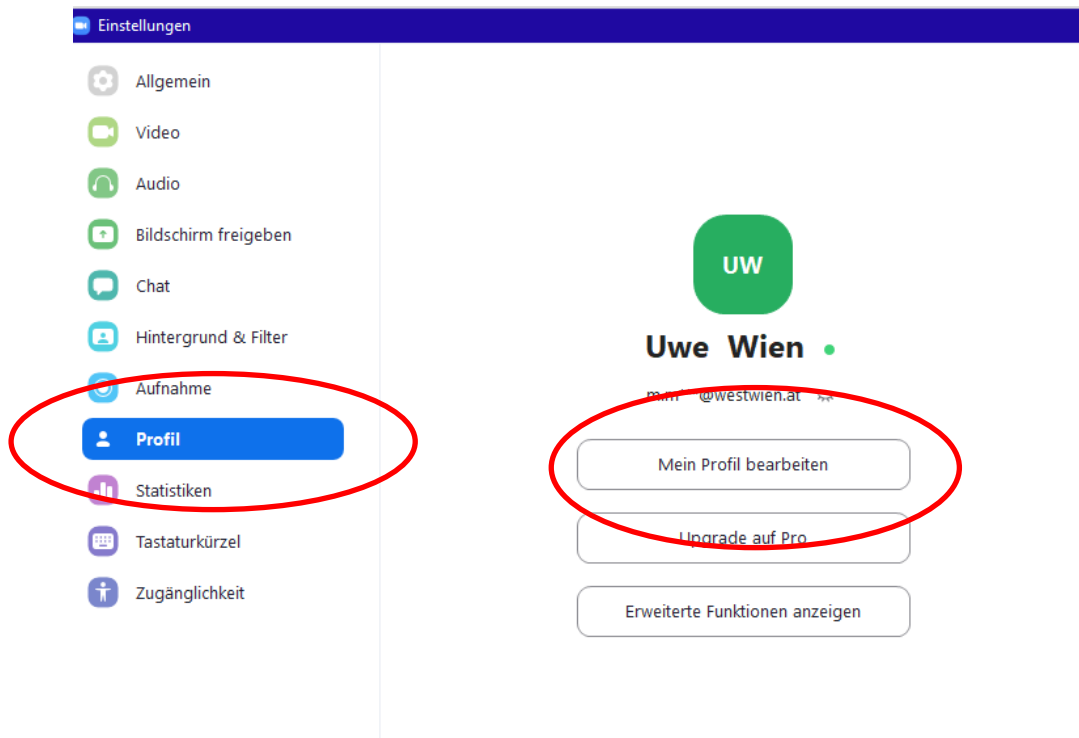 Einstellungen
Allgemein
Video
Audio
Bildschirm freigeben
Chat
Hintergrund & Filter
Aufnahme
Profil
Statistiken
Tastaturkürzel
Zugänglichkeit
UW
Uwe Wien
@westwien.at
Mein Profil bearbeiten
Upgrade auf Pro
Erweiterte Funktionen anzeigen